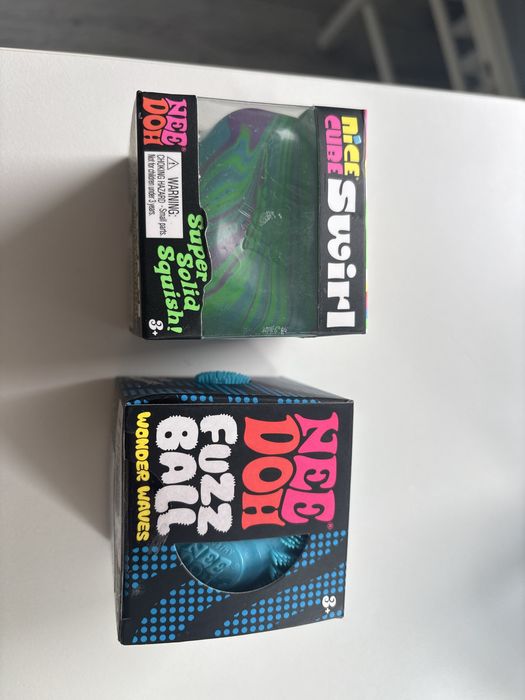 NICE
CUBE
Swirl
NEE
DOH
WARNING:
CHOKING HAZARD - Small parts.
Not for children under 3 years.
Super
Solid
Squish!
3+
NEE
DOH®
FUZZ
BALL
WONDER WAVES
3+